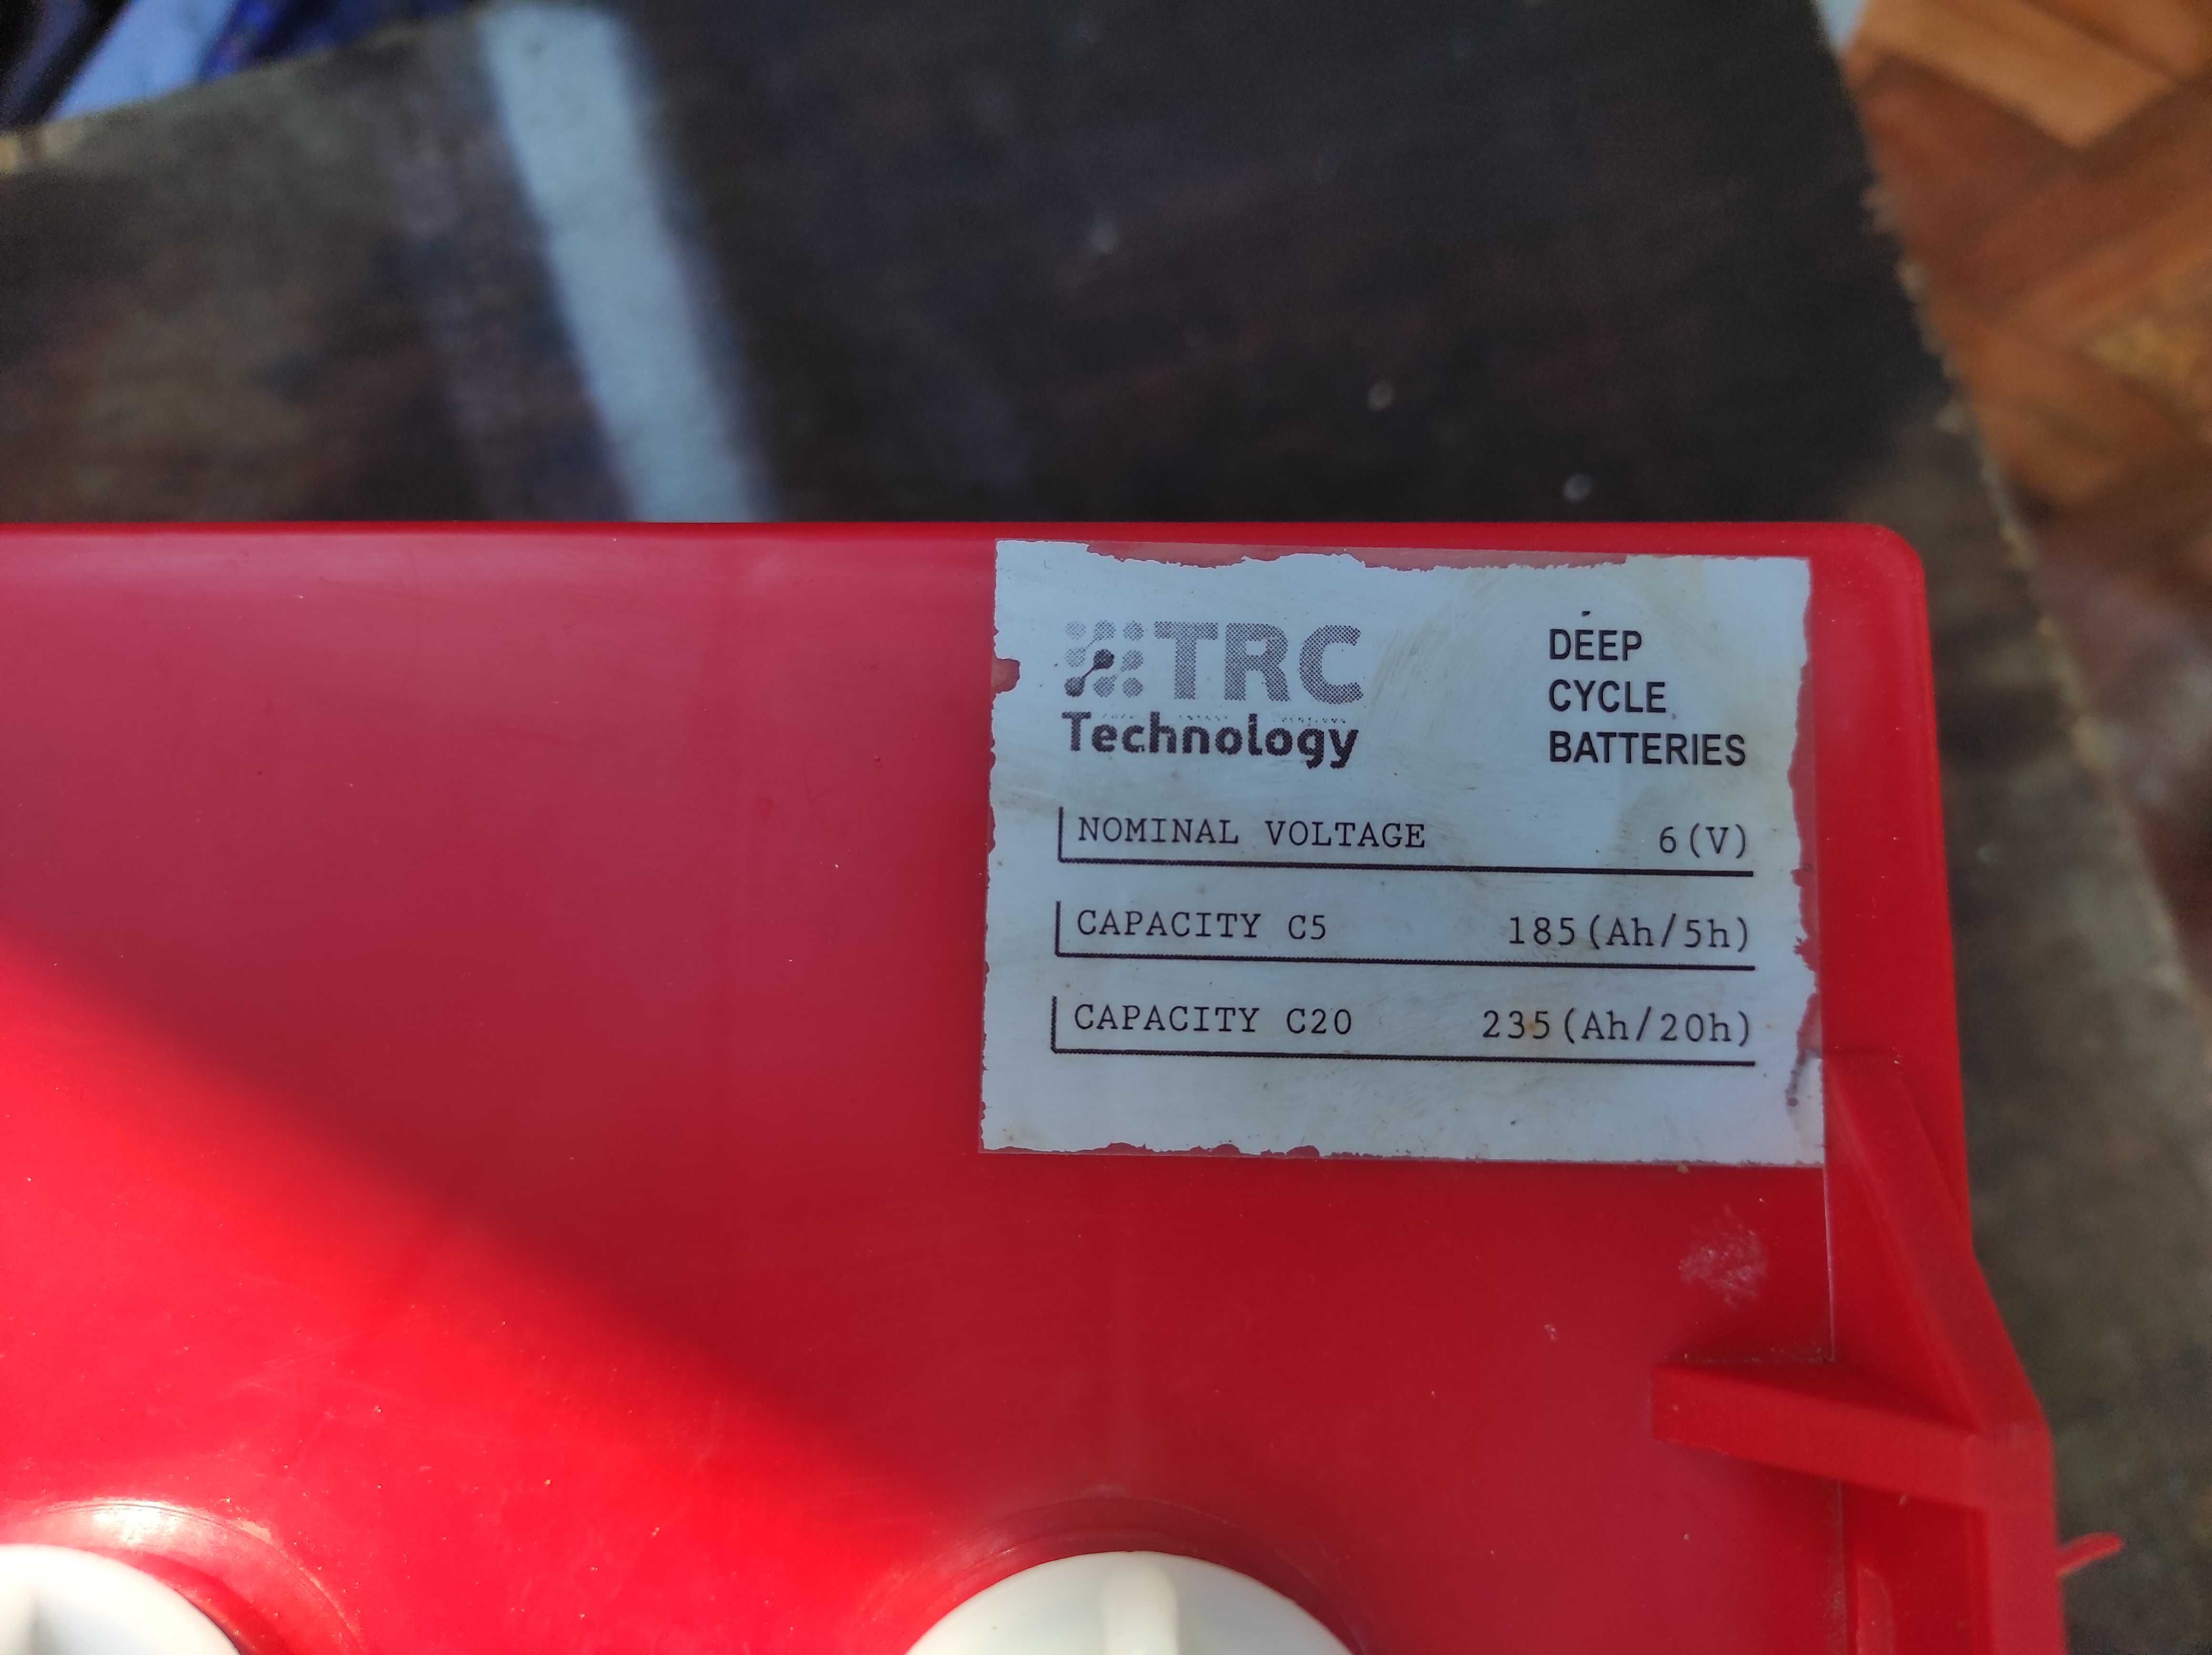 TRC
Technology
DEEP
CYCLE
BATTERIES
NOMINAL VOLTAGE 6(V)
CAPACITY C5 185(Ah/5h)
CAPACITY C20 235(Ah/20h)